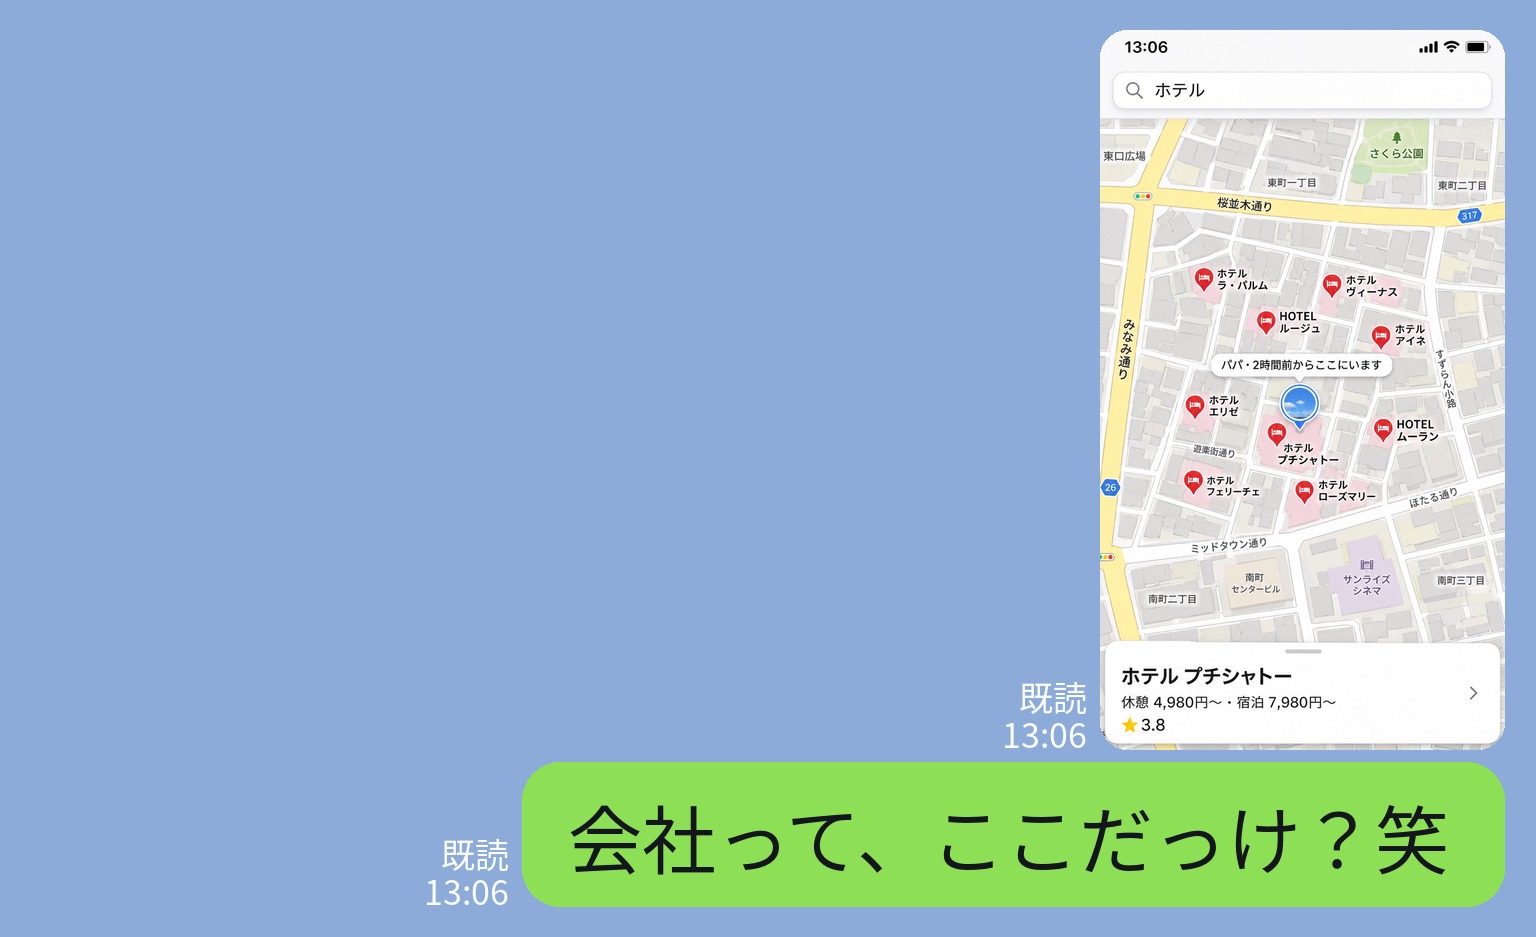 13:06
ホテル
さくら公園
東口広場
東町一丁目
東町二丁目
桜並木通り
317
ホテル
ラ・パルム
ホテル
ヴィーナス
HOTEL
ルージュ
ホテル
アイネ
みなみ通り
すずらん小路
パパ・2時間前からここにいます
ホテル
エリゼ
HOTEL
ムーラン
ホテル
プチシャトー
遊楽街通り
26
ホテル
フェリーチェ
ホテル
ローズマリー
ほたる通り
ミッドタウン通り
南町
センタービル
サンライズ
シネマ
南町三丁目
南町二丁目
ホテル プチシャトー
休憩 4,980円〜・宿泊 7,980円〜
3.8
既読
13:06
会社って、ここだっけ？笑
既読
13:06